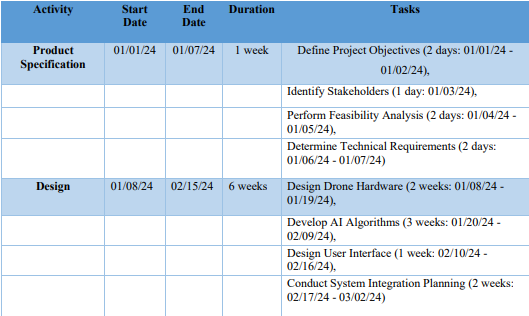 Activity Start Date End Date Duration Tasks
Product Specification 01/01/24 01/07/24 1 week Define Project Objectives (2 days: 01/01/24 -
01/02/24),
Identify Stakeholders (1 day: 01/03/24),
Perform Feasibility Analysis (2 days: 01/04/24 -
01/05/24),
Determine Technical Requirements (2 days:
01/06/24 - 01/07/24)
Design 01/08/24 02/15/24 6 weeks Design Drone Hardware (2 weeks: 01/08/24 -
01/19/24),
Develop AI Algorithms (3 weeks: 01/20/24 -
02/09/24),
Design User Interface (1 week: 02/10/24 -
02/16/24),
Conduct System Integration Planning (2 weeks:
02/17/24 - 03/02/24)